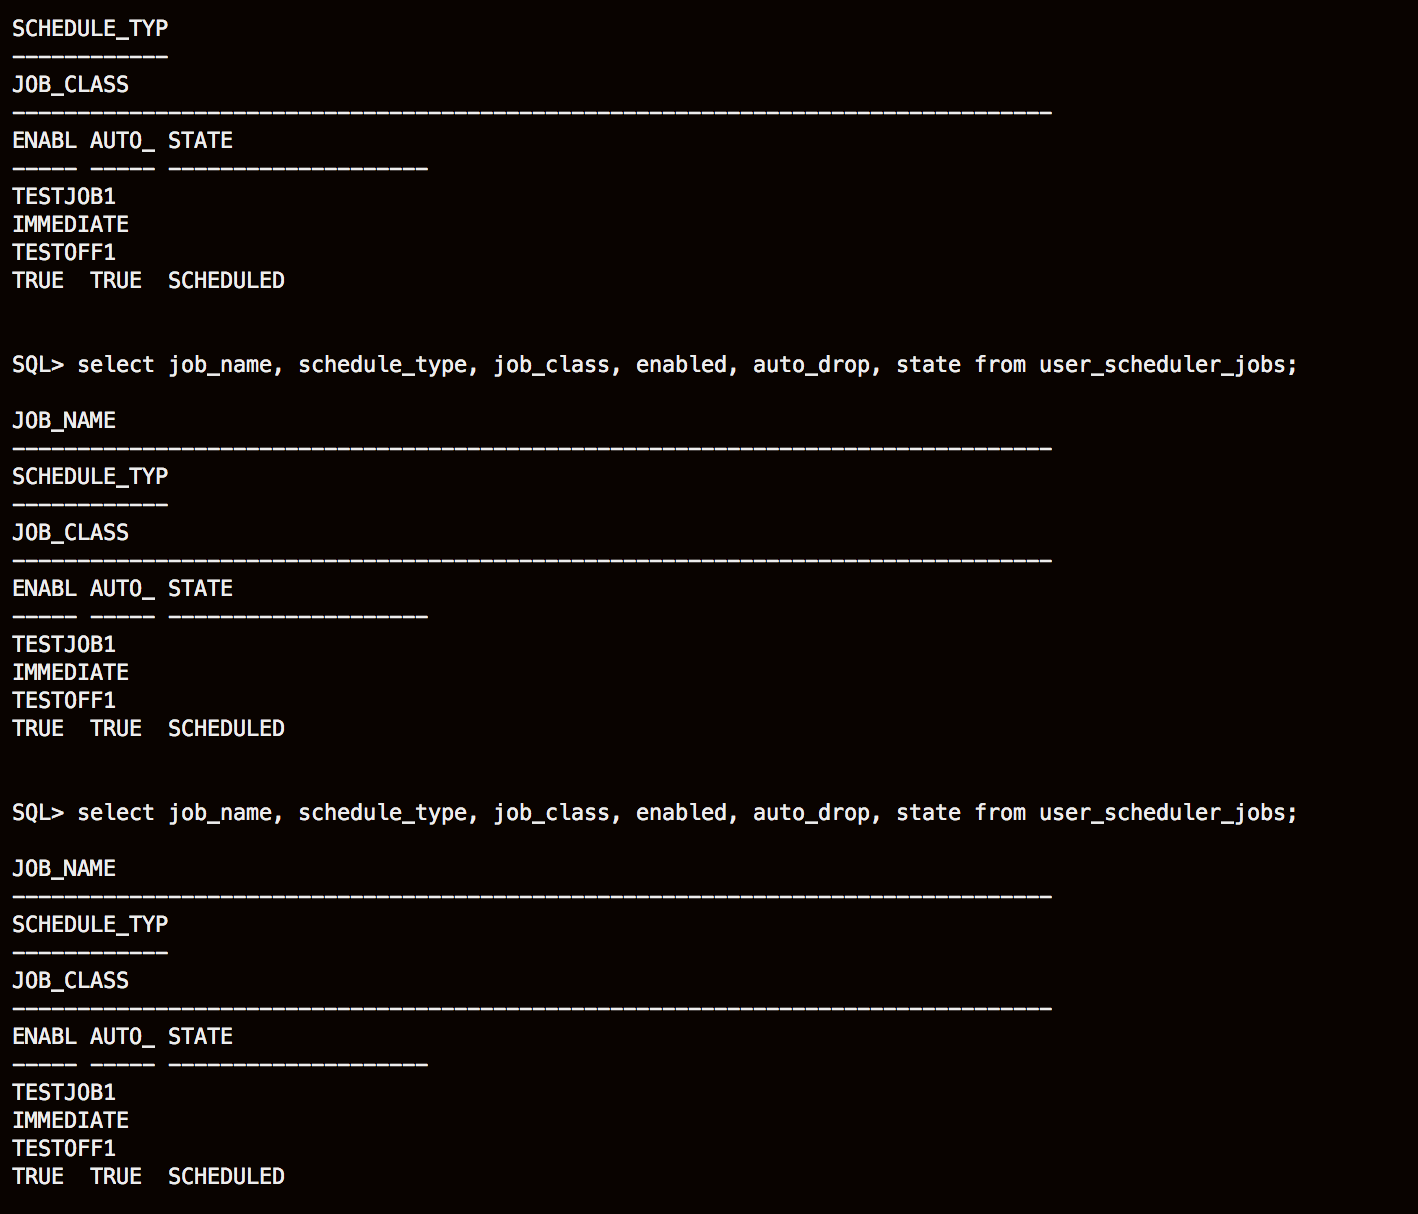 SCHEDULE_TYP
------------
JOB_CLASS
--------------------------------------------------------------------------------
ENABL AUTO_ STATE
----- ----- --------------------
TESTJOB1
IMMEDIATE
TESTOFF1
TRUE  TRUE  SCHEDULED
SQL> select job_name, schedule_type, job_class, enabled, auto_drop, state from user_scheduler_jobs;
JOB_NAME
--------------------------------------------------------------------------------
SCHEDULE_TYP
------------
JOB_CLASS
--------------------------------------------------------------------------------
ENABL AUTO_ STATE
----- ----- --------------------
TESTJOB1
IMMEDIATE
TESTOFF1
TRUE  TRUE  SCHEDULED
SQL> select job_name, schedule_type, job_class, enabled, auto_drop, state from user_scheduler_jobs;
JOB_NAME
--------------------------------------------------------------------------------
SCHEDULE_TYP
------------
JOB_CLASS
--------------------------------------------------------------------------------
ENABL AUTO_ STATE
----- ----- --------------------
TESTJOB1
IMMEDIATE
TESTOFF1
TRUE  TRUE  SCHEDULED